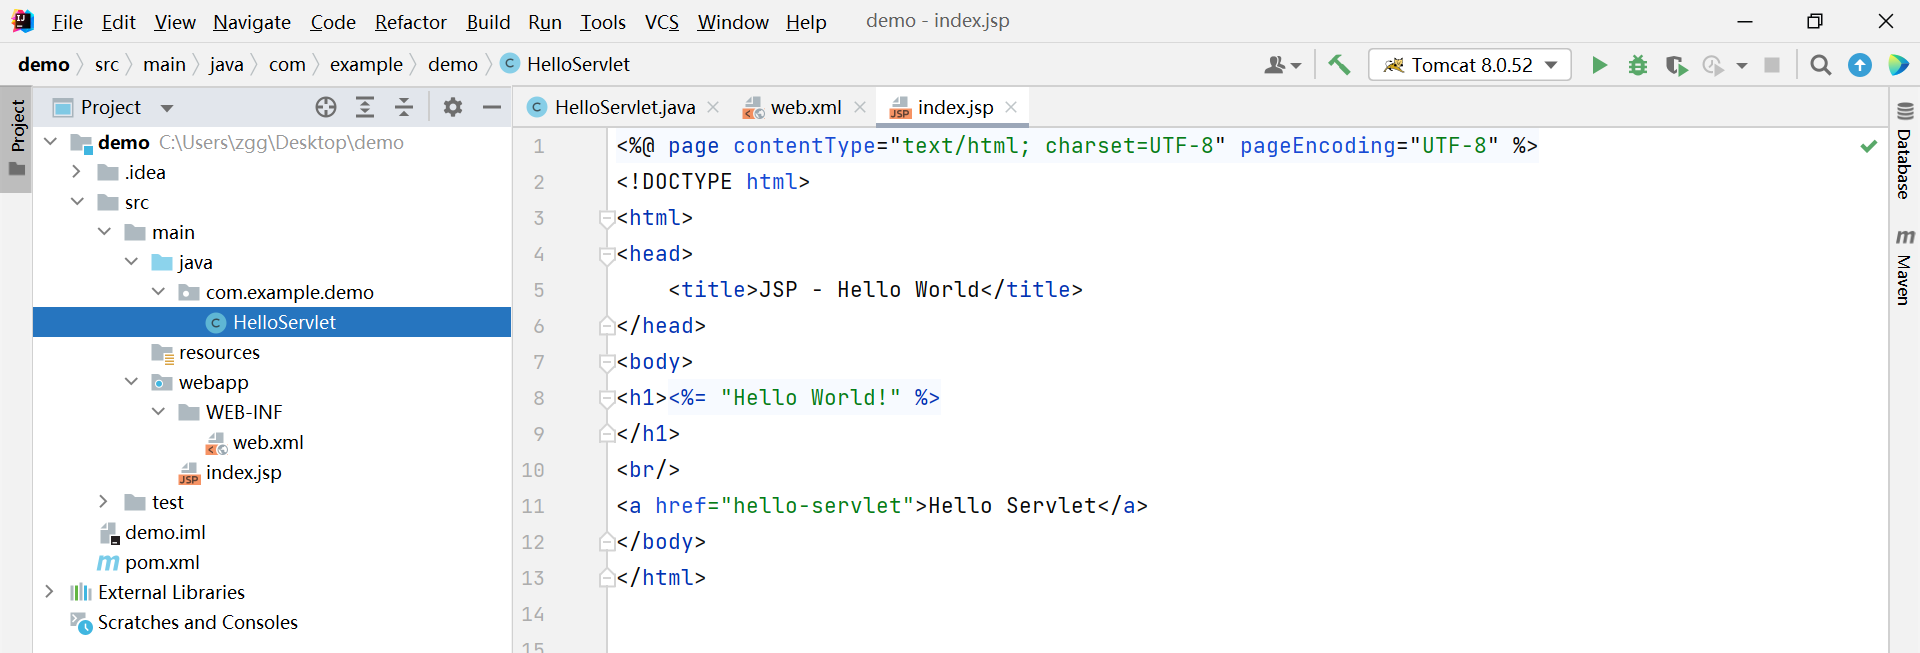 File Edit View Navigate Code Refactor Build Run Tools VCS Window Help demo - index.jsp
demo src main java com example demo HelloServlet Tomcat 8.0.52
Project
Project
demo C:\Users\zgg\Desktop\demo
.idea
src
main
java
com.example.demo
HelloServlet
resources
webapp
WEB-INF
web.xml
index.jsp
test
demo.iml
pom.xml
External Libraries
Scratches and Consoles
HelloServlet.java web.xml index.jsp
1 <%@ page contentType="text/html; charset=UTF-8" pageEncoding="UTF-8" %>
2 <!DOCTYPE html>
3 <html>
4 <head>
5 <title>JSP - Hello World</title>
6 </head>
7 <body>
8 <h1><%= "Hello World!" %>
9 </h1>
10 <br/>
11 <a href="hello-servlet">Hello Servlet</a>
12 </body>
13 </html>
14
15
Database
Maven